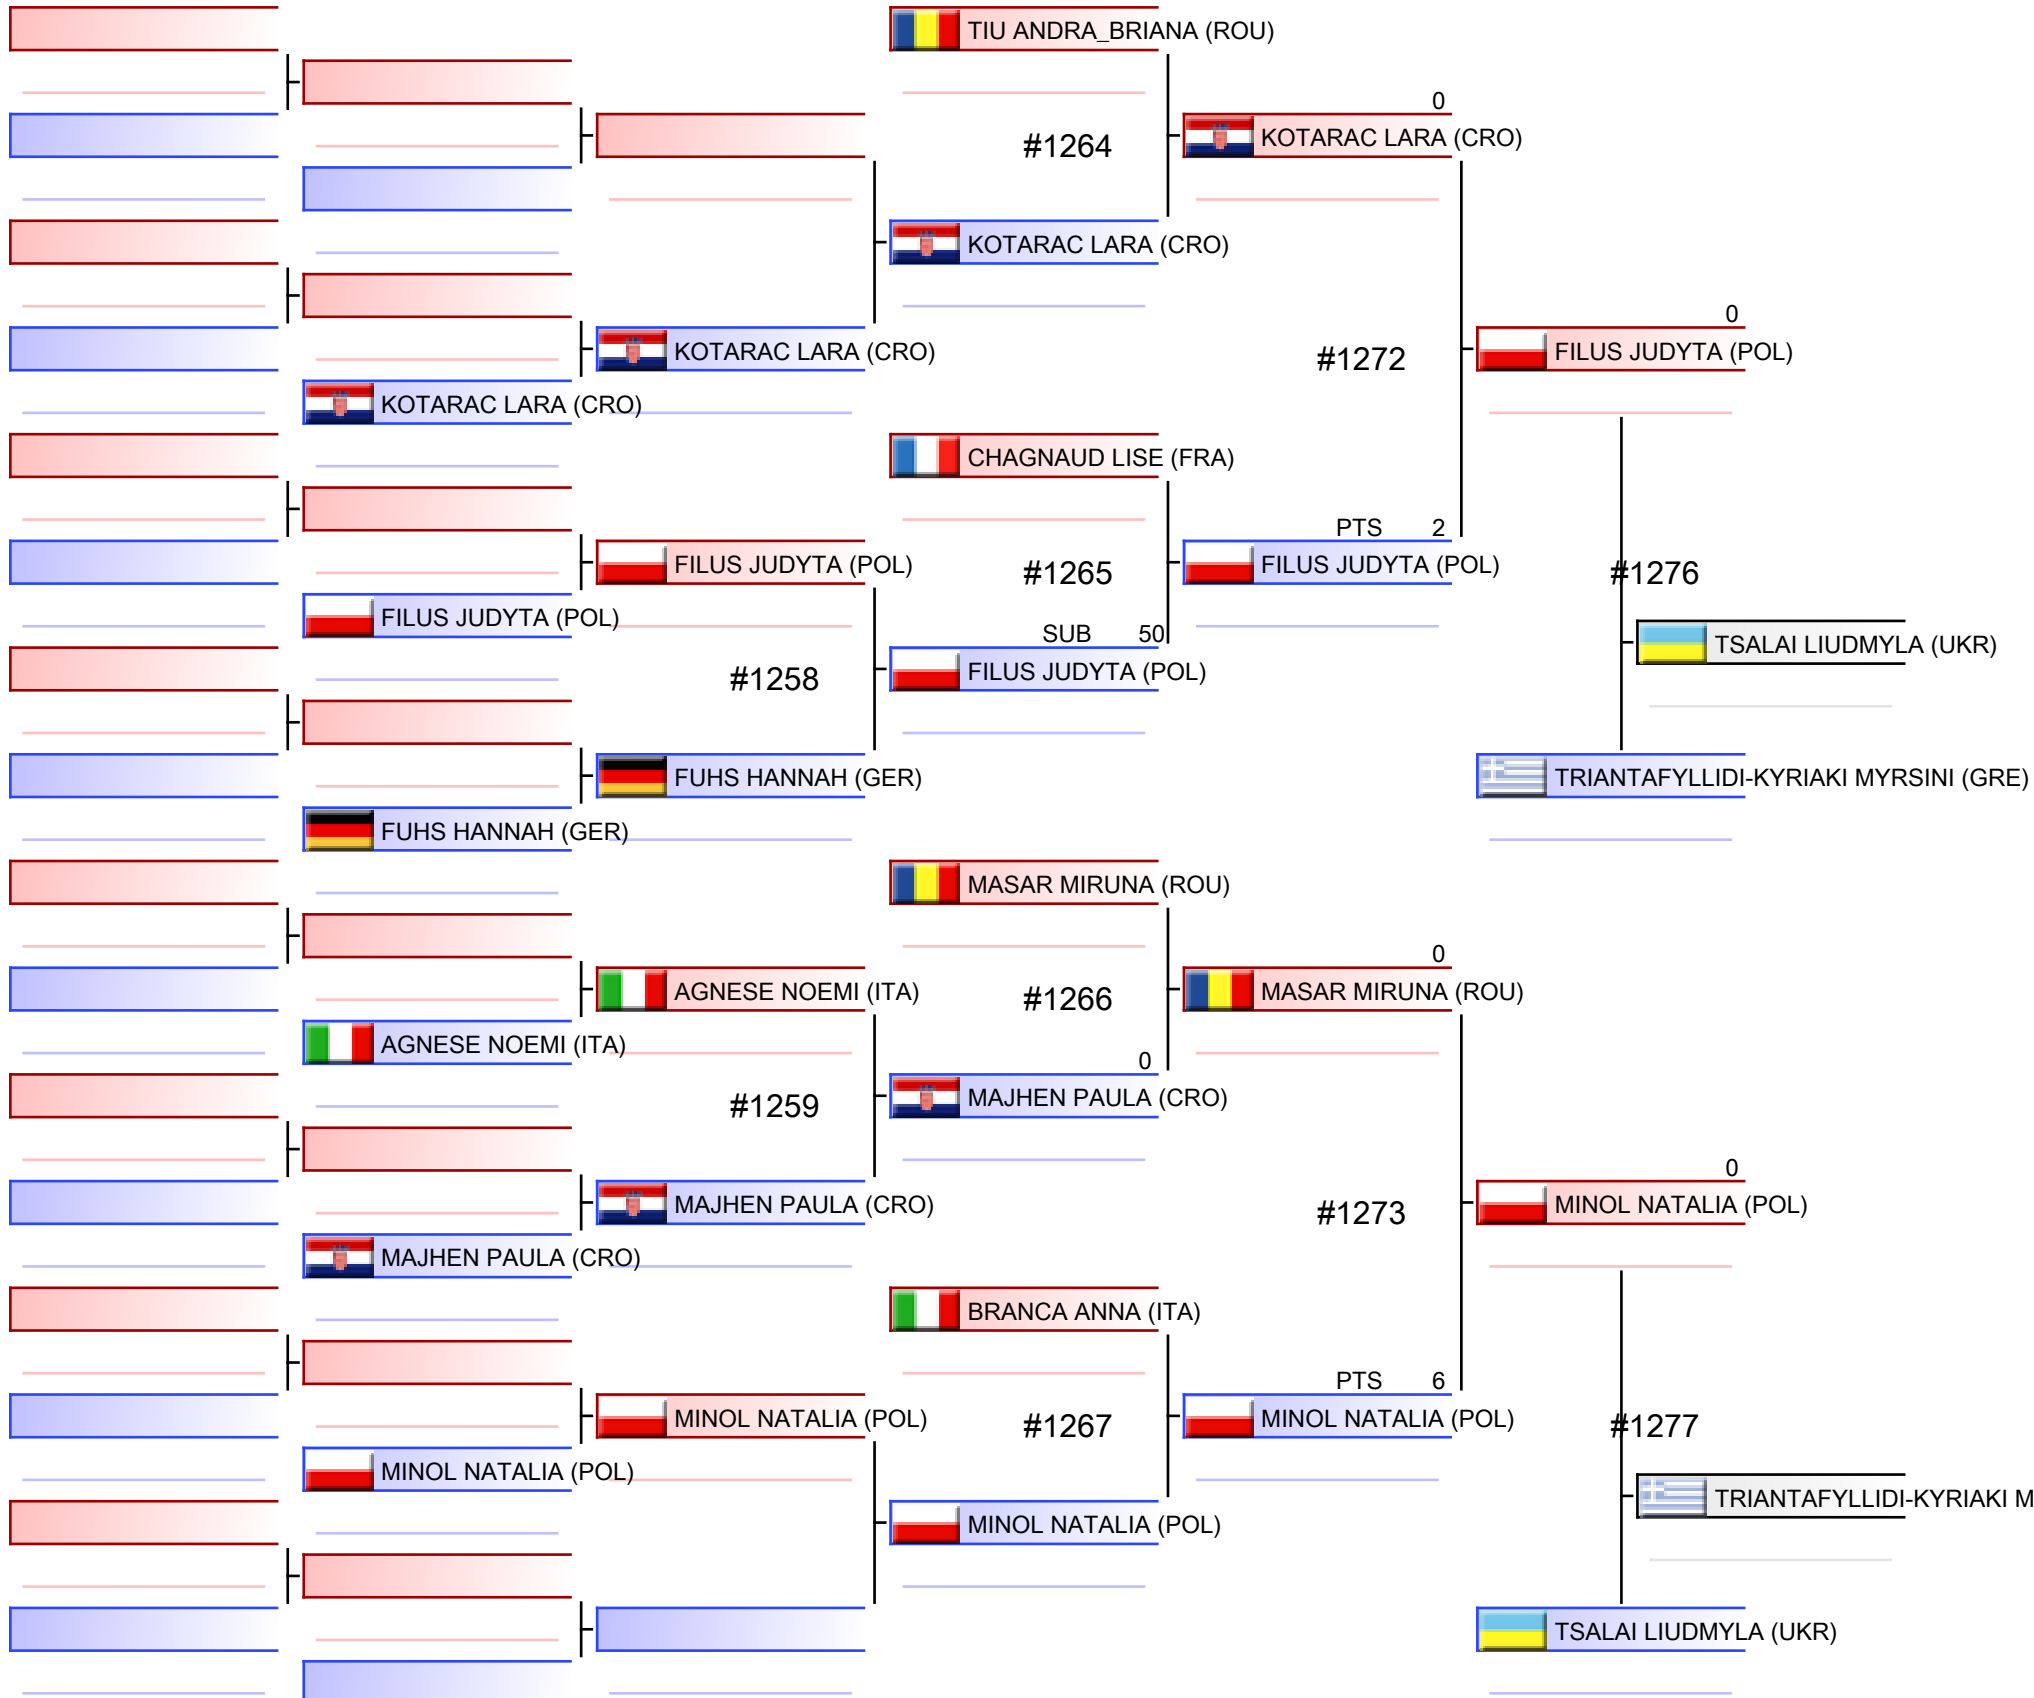 TIU ANDRA_BRIANA (ROU)
0
#1264
KOTARAC LARA (CRO)
KOTARAC LARA (CRO)
0
KOTARAC LARA (CRO)
#1272
FILUS JUDYTA (POL)
KOTARAC LARA (CRO)
CHAGNAUD LISE (FRA)
PTS 2
FILUS JUDYTA (POL)
#1265
FILUS JUDYTA (POL)
#1276
FILUS JUDYTA (POL)
SUB 50
TSALAI LIUDMYLA (UKR)
#1258
FILUS JUDYTA (POL)
FUHS HANNAH (GER)
TRIANTAFYLLIDI-KYRIAKI MYRSINI (GRE)
FUHS HANNAH (GER)
MASAR MIRUNA (ROU)
0
AGNESE NOEMI (ITA)
#1266
MASAR MIRUNA (ROU)
AGNESE NOEMI (ITA)
0
#1259
MAJHEN PAULA (CRO)
0
MAJHEN PAULA (CRO)
#1273
MINOL NATALIA (POL)
MAJHEN PAULA (CRO)
BRANCA ANNA (ITA)
PTS 6
MINOL NATALIA (POL)
#1267
MINOL NATALIA (POL)
#1277
MINOL NATALIA (POL)
TRIANTAFYLLIDI-KYRIAKI M
MINOL NATALIA (POL)
TSALAI LIUDMYLA (UKR)